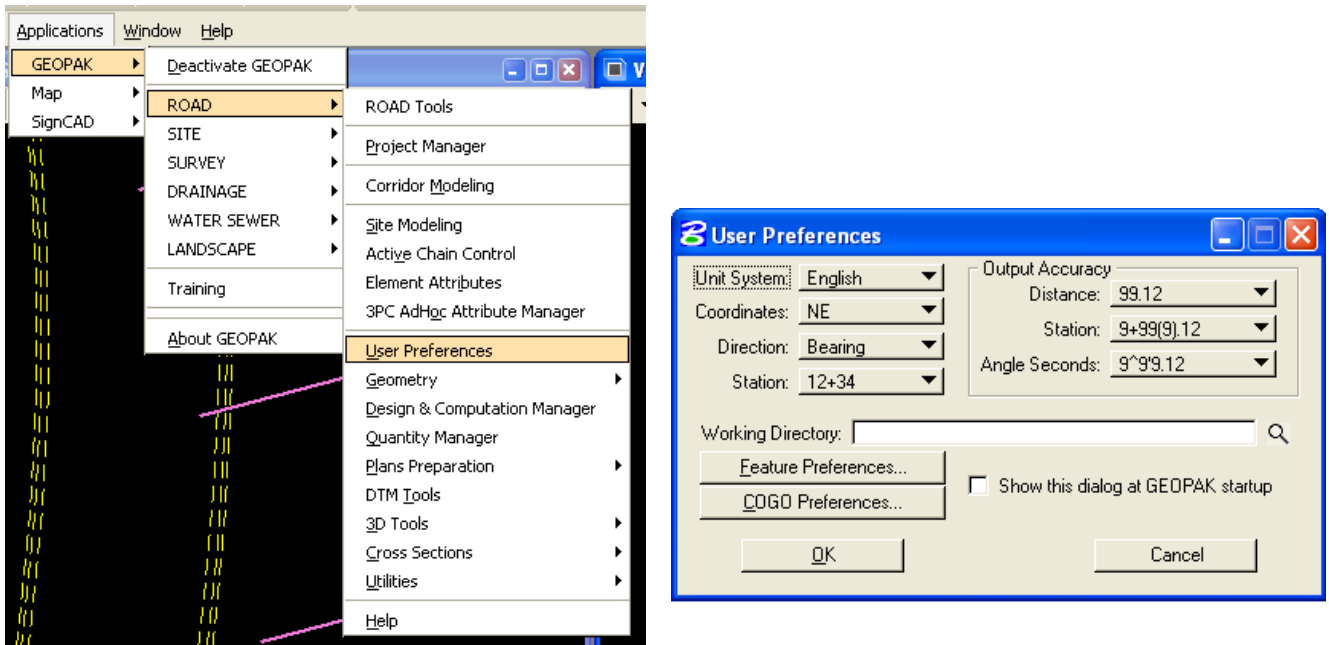 Applications Window Help
GEOPAK
Map
SignCAD
Deactivate GEOPAK
ROAD
SITE
SURVEY
DRAINAGE
WATER SEWER
LANDSCAPE
Training
About GEOPAK
V
ROAD Tools
Project Manager
Corridor Modeling
Site Modeling
Active Chain Control
Element Attributes
3PC AdHoc Attribute Manager
User Preferences
Geometry
Design & Computation Manager
Quantity Manager
Plans Preparation
DTM Tools
3D Tools
Cross Sections
Utilities
Help
User Preferences
Unit System: English
Coordinates: NE
Direction: Bearing
Station: 12+34
Output Accuracy
Distance: 99.12
Station: 9+99(9).12
Angle Seconds: 9^9'9.12
Working Directory:
Feature Preferences...
COGO Preferences...
Show this dialog at GEOPAK startup
OK
Cancel